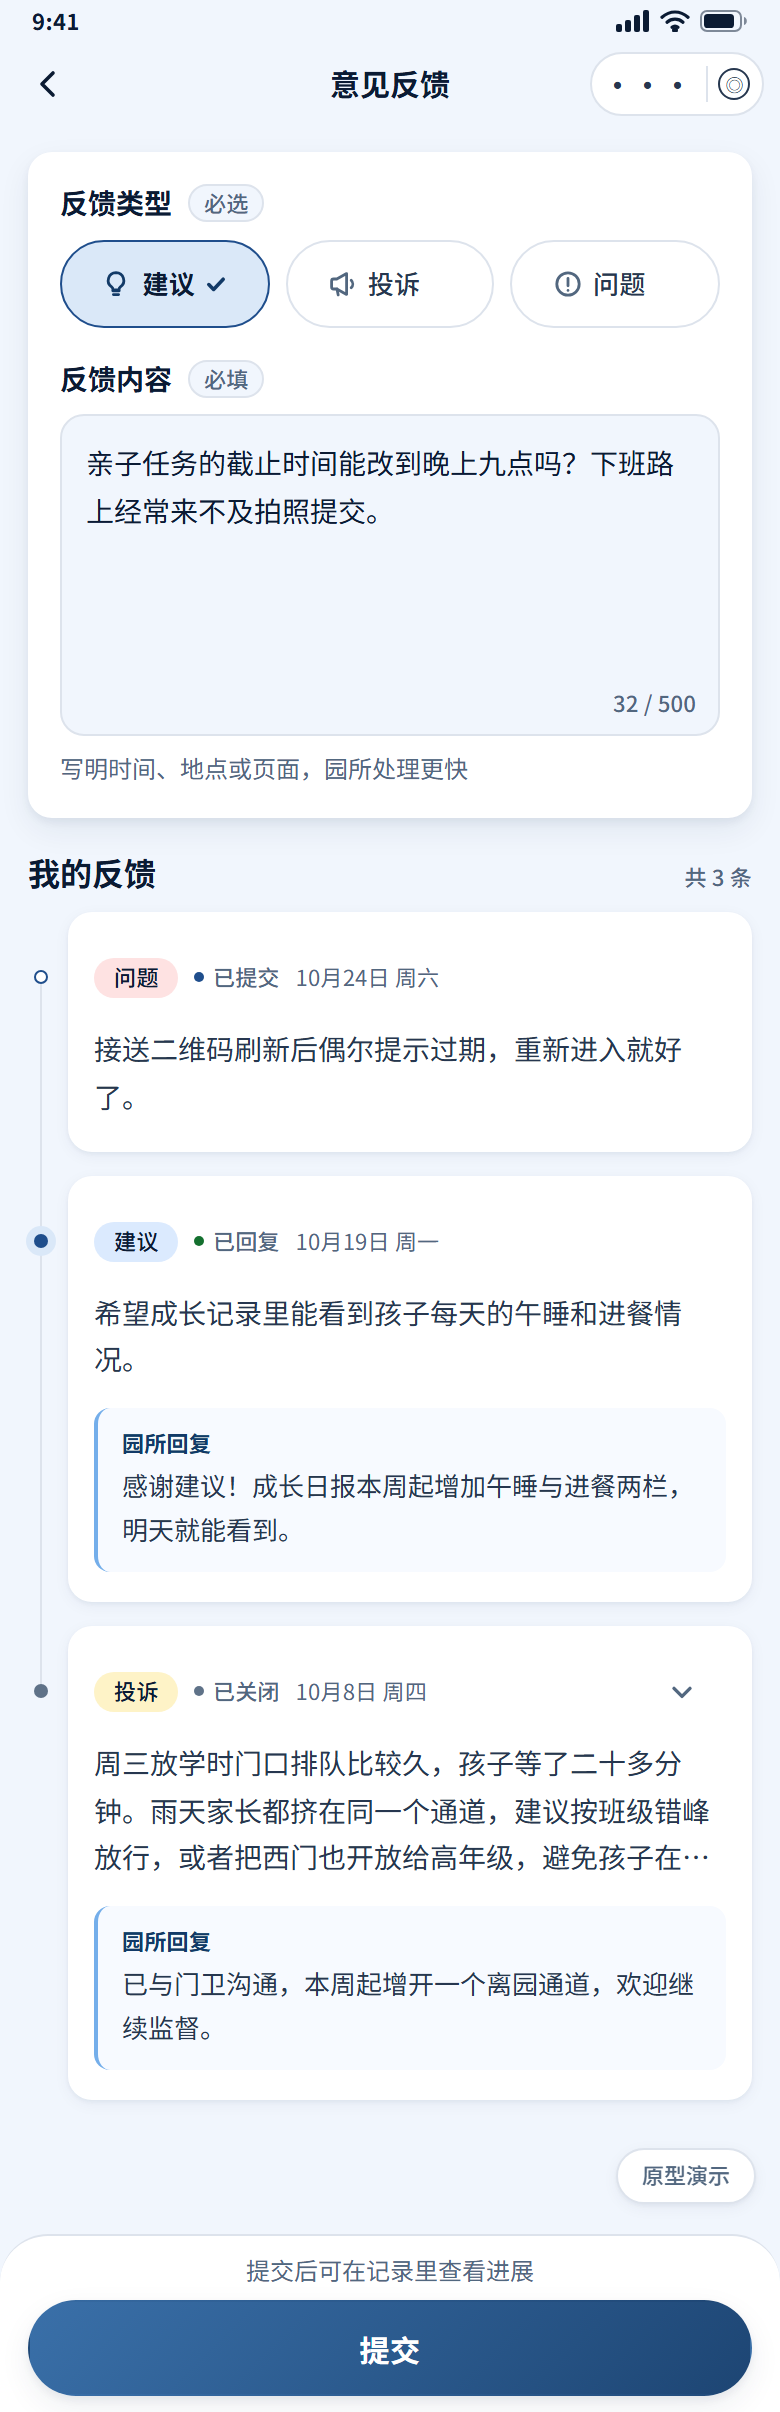 9:41
意见反馈
反馈类型 必选
建议 投诉 问题
反馈内容 必填
亲子任务的截止时间能改到晚上九点吗？下班路
上经常来不及拍照提交。
32 / 500
写明时间、地点或页面，园所处理更快
我的反馈 共 3 条
问题 已提交 10月24日 周六
接送二维码刷新后偶尔提示过期，重新进入就好
了。
建议 已回复 10月19日 周一
希望成长记录里能看到孩子每天的午睡和进餐情
况。
园所回复
感谢建议！成长日报本周起增加午睡与进餐两栏，
明天就能看到。
投诉 已关闭 10月8日 周四
周三放学时门口排队比较久，孩子等了二十多分
钟。雨天家长都挤在同一个通道，建议按班级错峰
放行，或者把西门也开放给高年级，避免孩子在…
园所回复
已与门卫沟通，本周起增开一个离园通道，欢迎继
续监督。
原型演示
提交后可在记录里查看进展
提交